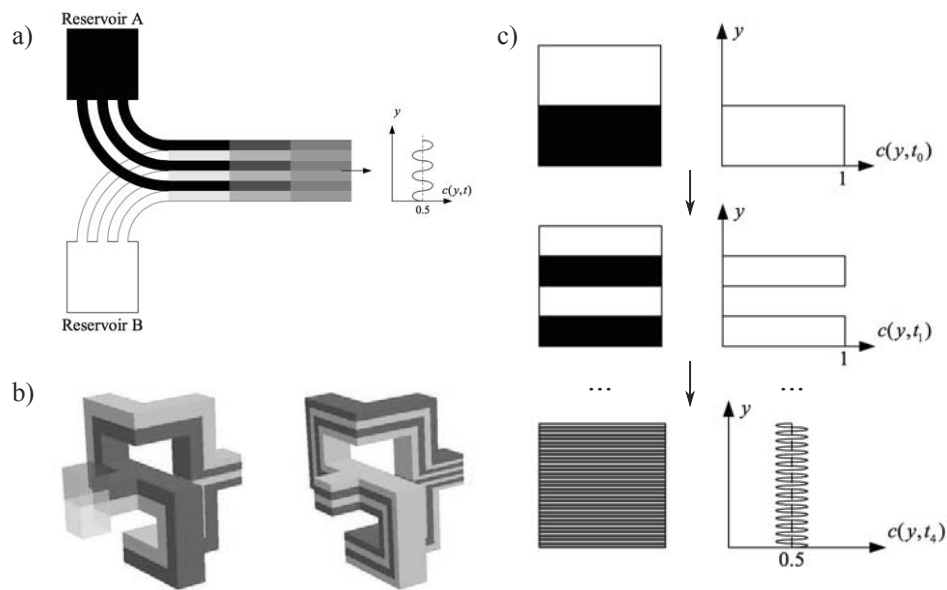 a)
Reservoir A
y
c(y,t)
0.5
Reservoir B
b)
c)
y
c(y, t₀)
1
y
c(y, t₁)
1
...
...
y
c(y, t₄)
0.5